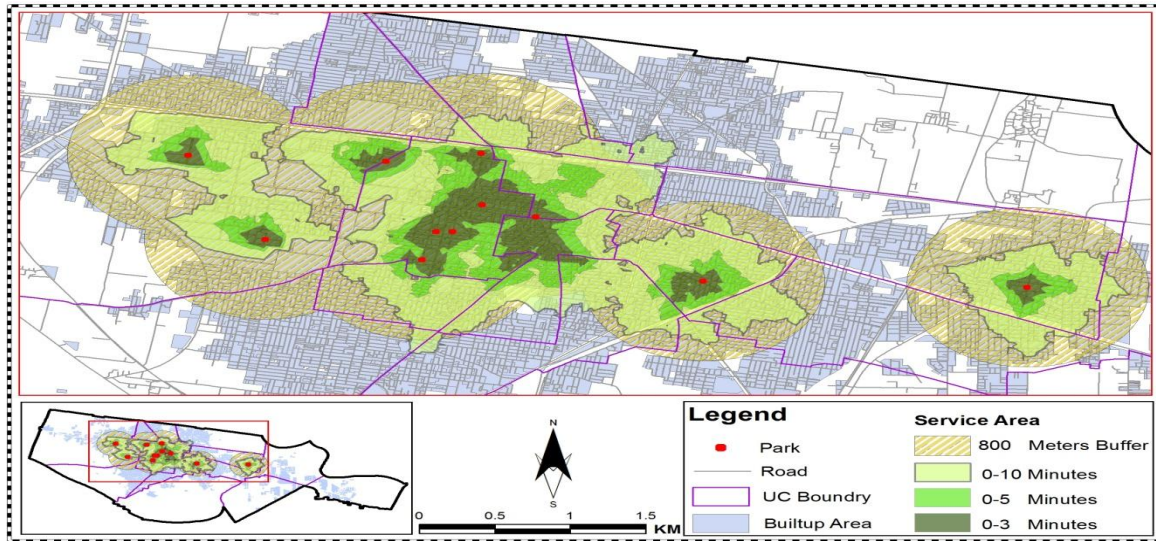 N
S
0 0.5 1 1.5
KM
Legend
Park
Road
UC Boundry
Builtup Area
Service Area
800 Meters Buffer
0-10 Minutes
0-5 Minutes
0-3 Minutes